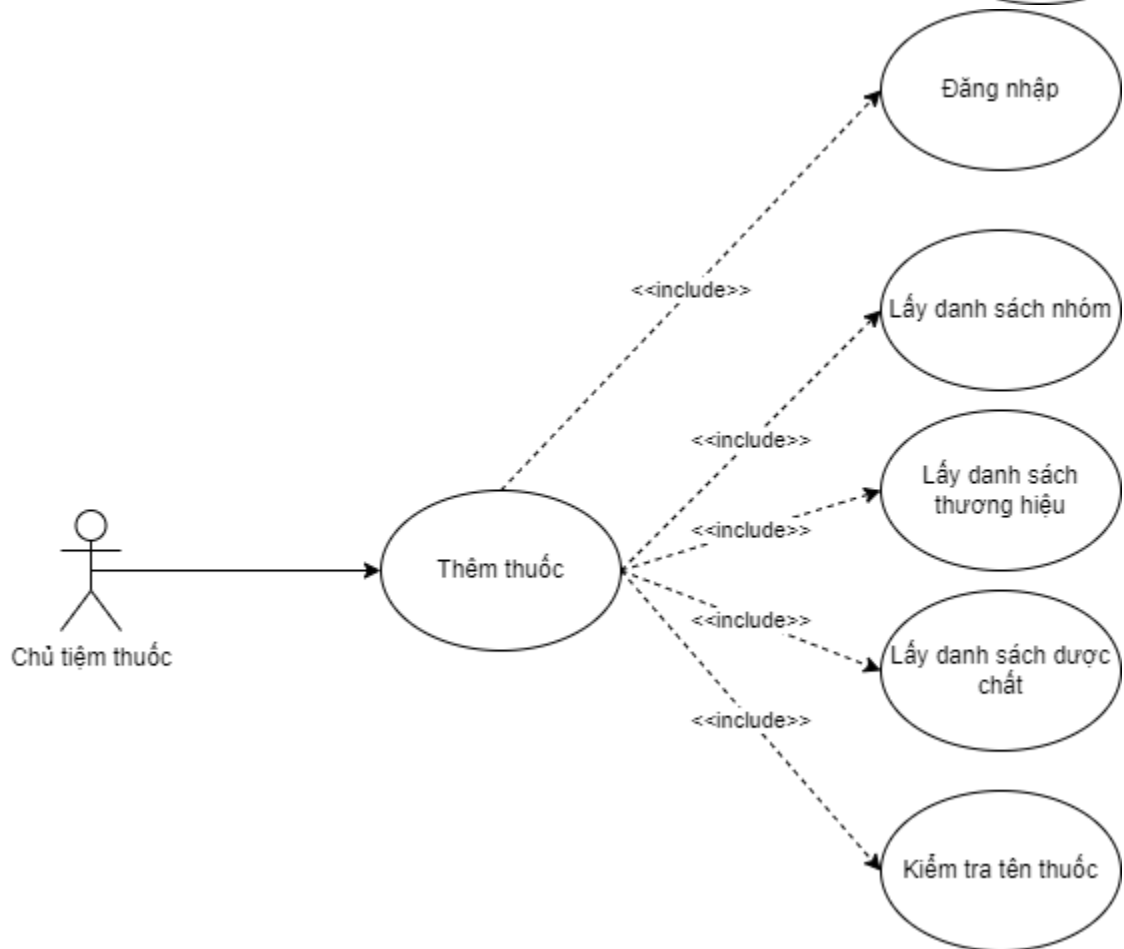 Đăng nhập
<<include>>
Lấy danh sách nhóm
<<include>>
Lấy danh sách
thương hiệu
<<include>>
Thêm thuốc
<<include>>
Lấy danh sách dược
chất
Chủ tiệm thuốc
<<include>>
Kiểm tra tên thuốc